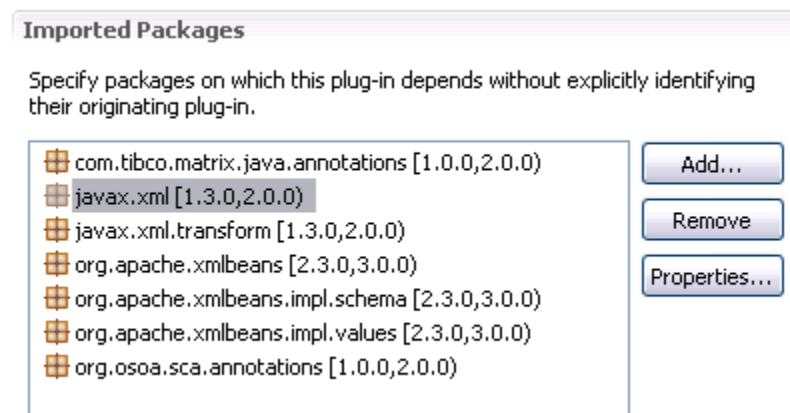 Imported Packages
Specify packages on which this plug-in depends without explicitly identifying
their originating plug-in.
com.tibco.matrix.java.annotations [1.0.0,2.0.0)
javax.xml [1.3.0,2.0.0)
javax.xml.transform [1.3.0,2.0.0)
org.apache.xmlbeans [2.3.0,3.0.0)
org.apache.xmlbeans.impl.schema [2.3.0,3.0.0)
org.apache.xmlbeans.impl.values [2.3.0,3.0.0)
org.osoa.sca.annotations [1.0.0,2.0.0)
Add...
Remove
Properties...